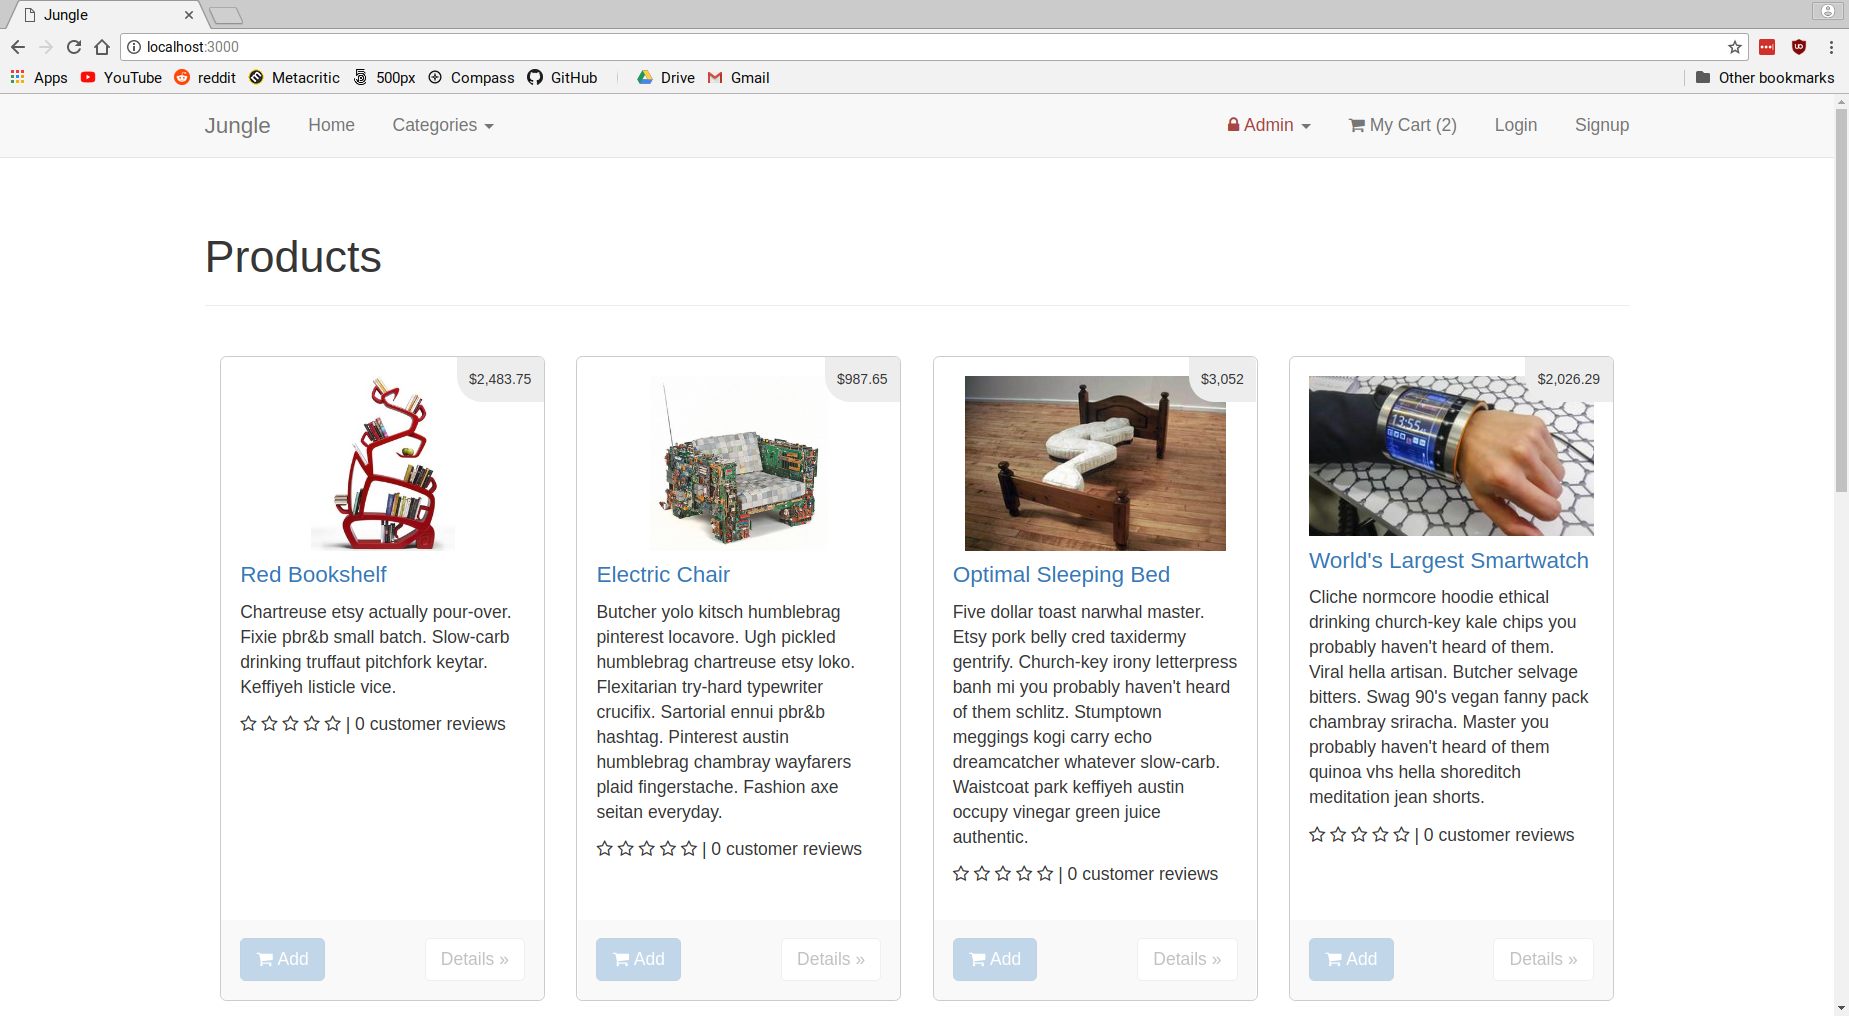 Jungle
localhost:3000
Apps YouTube reddit Metacritic 500px Compass GitHub Drive Gmail Other bookmarks
Jungle Home Categories Admin My Cart (2) Login Signup
Products
$2,483.75
Red Bookshelf
Chartreuse etsy actually pour-over.
Fixie pbr&b small batch. Slow-carb
drinking truffaut pitchfork keytar.
Keffiyeh listicle vice.
| 0 customer reviews
Add Details »
$987.65
Electric Chair
Butcher yolo kitsch humblebrag
pinterest locavore. Ugh pickled
humblebrag chartreuse etsy loko.
Flexitarian try-hard typewriter
crucifix. Sartorial ennui pbr&b
hashtag. Pinterest austin
humblebrag chambray wayfarers
plaid fingerstache. Fashion axe
seitan everyday.
| 0 customer reviews
Add Details »
$3,052
Optimal Sleeping Bed
Five dollar toast narwhal master.
Etsy pork belly cred taxidermy
gentrify. Church-key irony letterpress
banh mi you probably haven't heard
of them schlitz. Stumptown
meggings kogi carry echo
dreamcatcher whatever slow-carb.
Waistcoat park keffiyeh austin
occupy vinegar green juice
authentic.
| 0 customer reviews
Add Details »
$2,026.29
13:55
World's Largest Smartwatch
Cliche normcore hoodie ethical
drinking church-key kale chips you
probably haven't heard of them.
Viral hella artisan. Butcher selvage
bitters. Swag 90's vegan fanny pack
chambray sriracha. Master you
probably haven't heard of them
quinoa vhs hella shoreditch
meditation jean shorts.
| 0 customer reviews
Add Details »